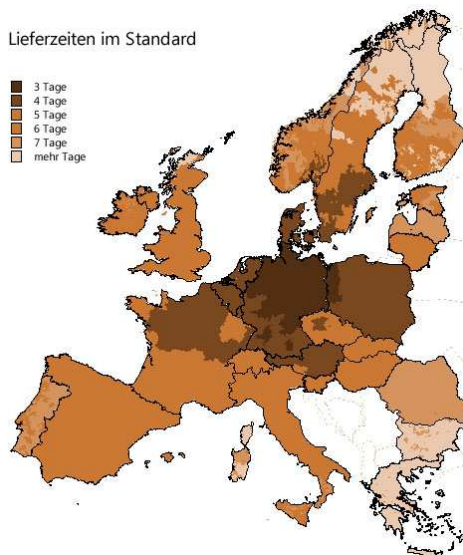 Lieferzeiten im Standard
3 Tage
4 Tage
5 Tage
6 Tage
7 Tage
mehr Tage